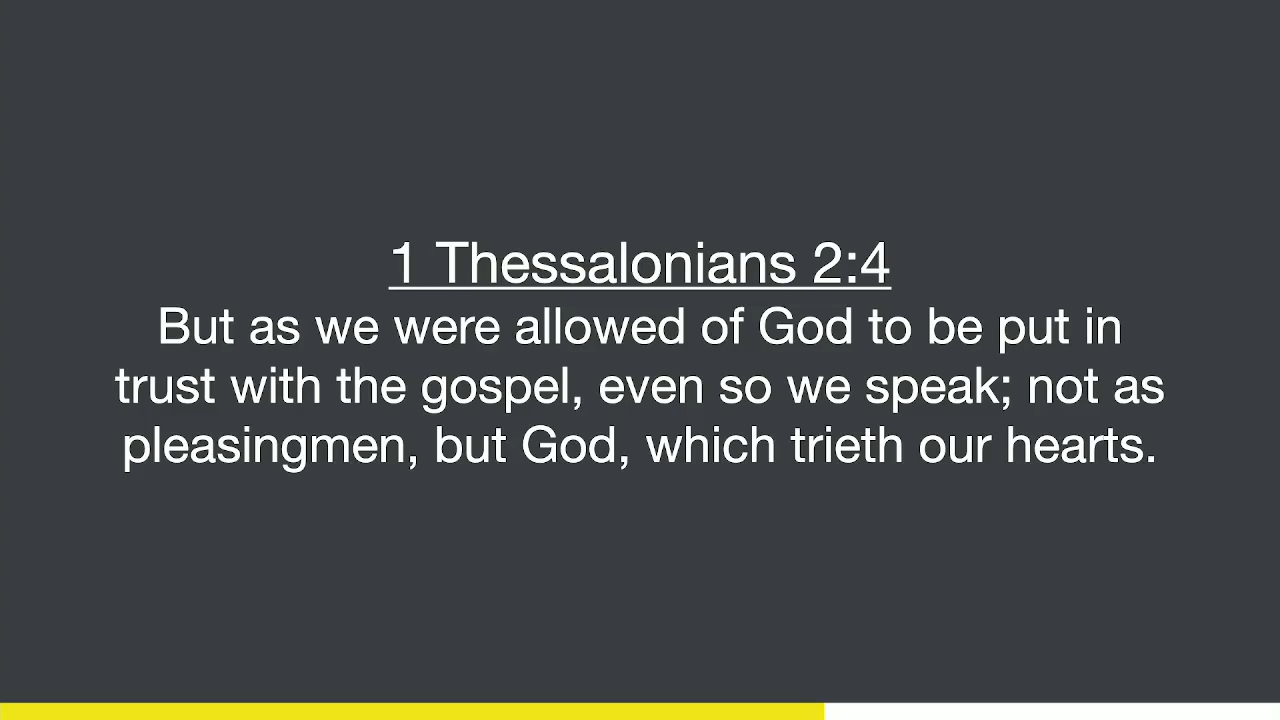 1 Thessalonians 2:4
But as we were allowed of God to be put in
trust with the gospel, even so we speak; not as
pleasingmen, but God, which trieth our hearts.